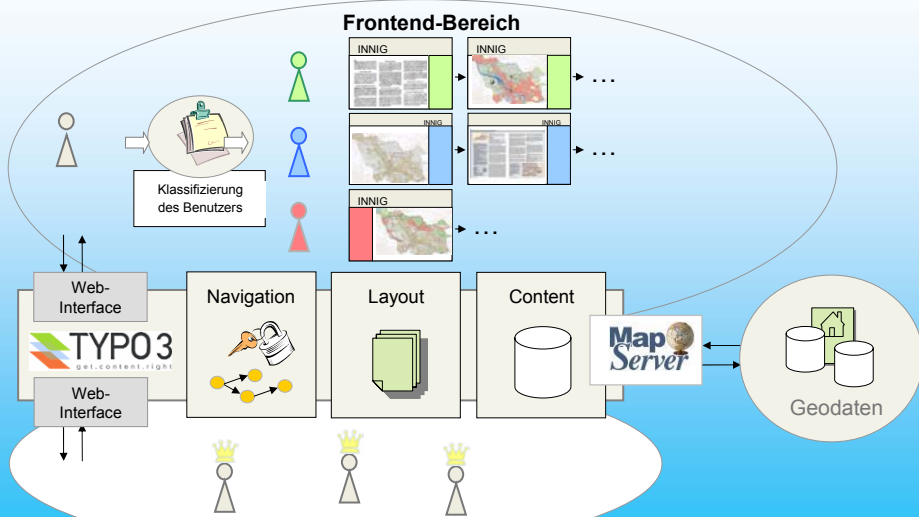 Frontend-Bereich
INNIG
INNIG
...
INNIG
INNIG
...
Klassifizierung
des Benutzers
INNIG
...
Web-
Interface
Navigation
Layout
Content
TYPO3
get.content.right
Map
Server
Web-
Interface
Geodaten